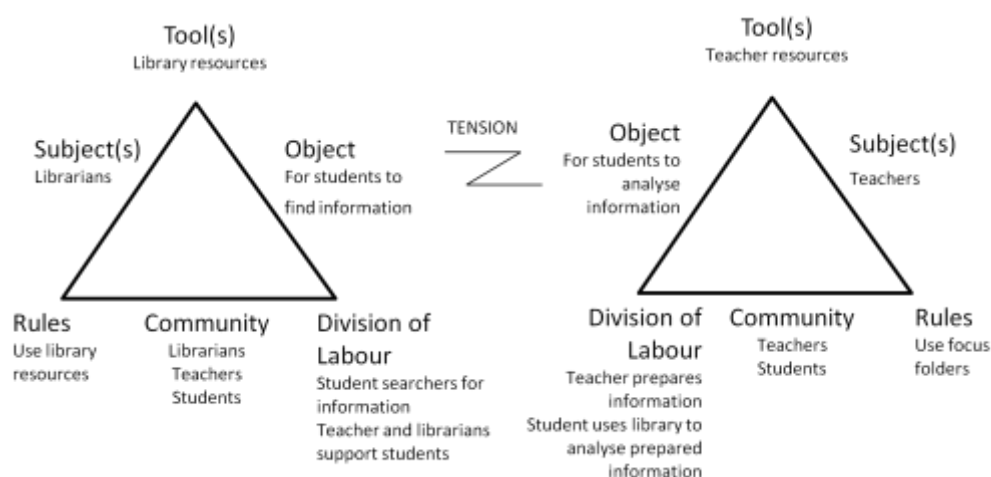 Tool(s)
Library resources
Subject(s)
Librarians
Object
For students to
find information
Rules
Use library
resources
Community
Librarians
Teachers
Students
Division of
Labour
Student searchers for
information
Teacher and librarians
support students
TENSION
Tool(s)
Teacher resources
Object
For students to
analyse
information
Subject(s)
Teachers
Division of
Labour
Teacher prepares
information
Student uses library to
analyse prepared
information
Community
Teachers
Students
Rules
Use focus
folders